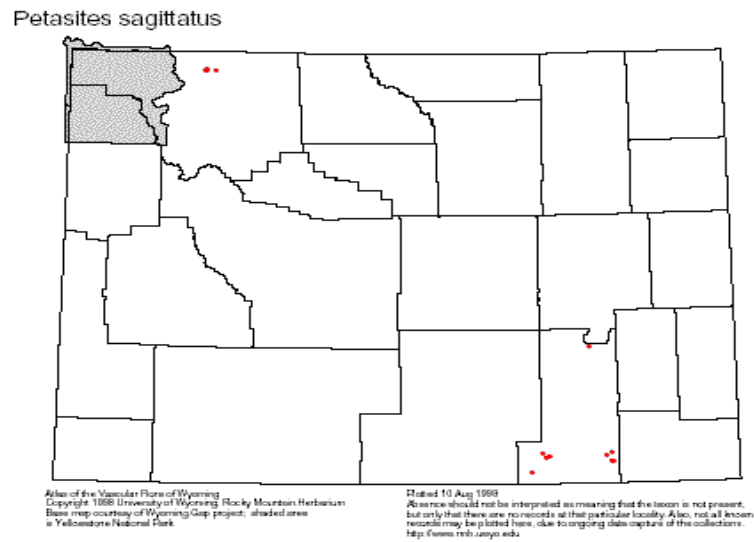 Petasites sagittatus
Atlas of the Vascular Flora of Wyoming
Copyright 1998 University of Wyoming, Rocky Mountain Herbarium
Base map courtesy of Wyoming Gap project; shaded area
is Yellowstone National Park
Plotted 10 Aug 1999
Absence should not be interpreted as meaning that the taxon is not present,
but only that there are no records at that particular locality. Also, not all known
records may be plotted here, due to ongoing data capture of the collections.
http://www.rmh.uwyo.edu